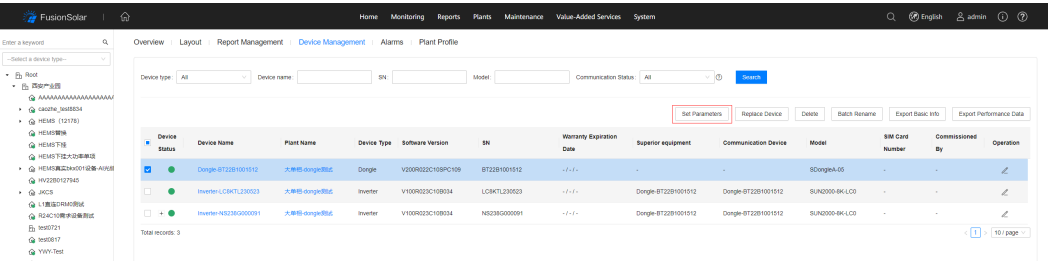 FusionSolar
Home Monitoring Reports Plants Maintenance Value-Added Services System
English admin
Enter a keyword
--Select a device type--
Root
西安产业园
AAAAAAAAAAAAAAAAAAA
caozhe_test8634
HEMS（12176）
HEMS替换
HEMS下挂
HEMS下挂大功率单项
HV22B0127945
JKCS
L1直连DRM0测试
R24C10需求设备测试
test0721
test0817
YWY-Test
Overview Layout Report Management Device Management Alarms Plant Profile
Device type: All Device name: SN: Model: Communication Status: All Search
Set Parameters Replace Device Delete Batch Rename Export Basic Info Export Performance Data
Device Status Device Name Plant Name Device Type Software Version SN Warranty Expiration Date Superior equipment Communication Device Model SIM Card Number Commissioned By Operation
Dongle-BT22B1001512 大单相-dongle测试 Dongle V200R022C10SPC109 BT22B1001512 - / - / - - - SDongleA-05 - -
Inverter-LC8KTL230523 大单相-dongle测试 Inverter V100R023C10B034 LC8KTL230523 - / - / - Dongle-BT22B1001512 Dongle-BT22B1001512 SUN2000-8K-LC0 - -
Inverter-NS238G000091 大单相-dongle测试 Inverter V100R023C10B034 NS238G000091 - / - / - Dongle-BT22B1001512 Dongle-BT22B1001512 SUN2000-8K-LC0 - -
Total records: 3
< 1 > 10 / page